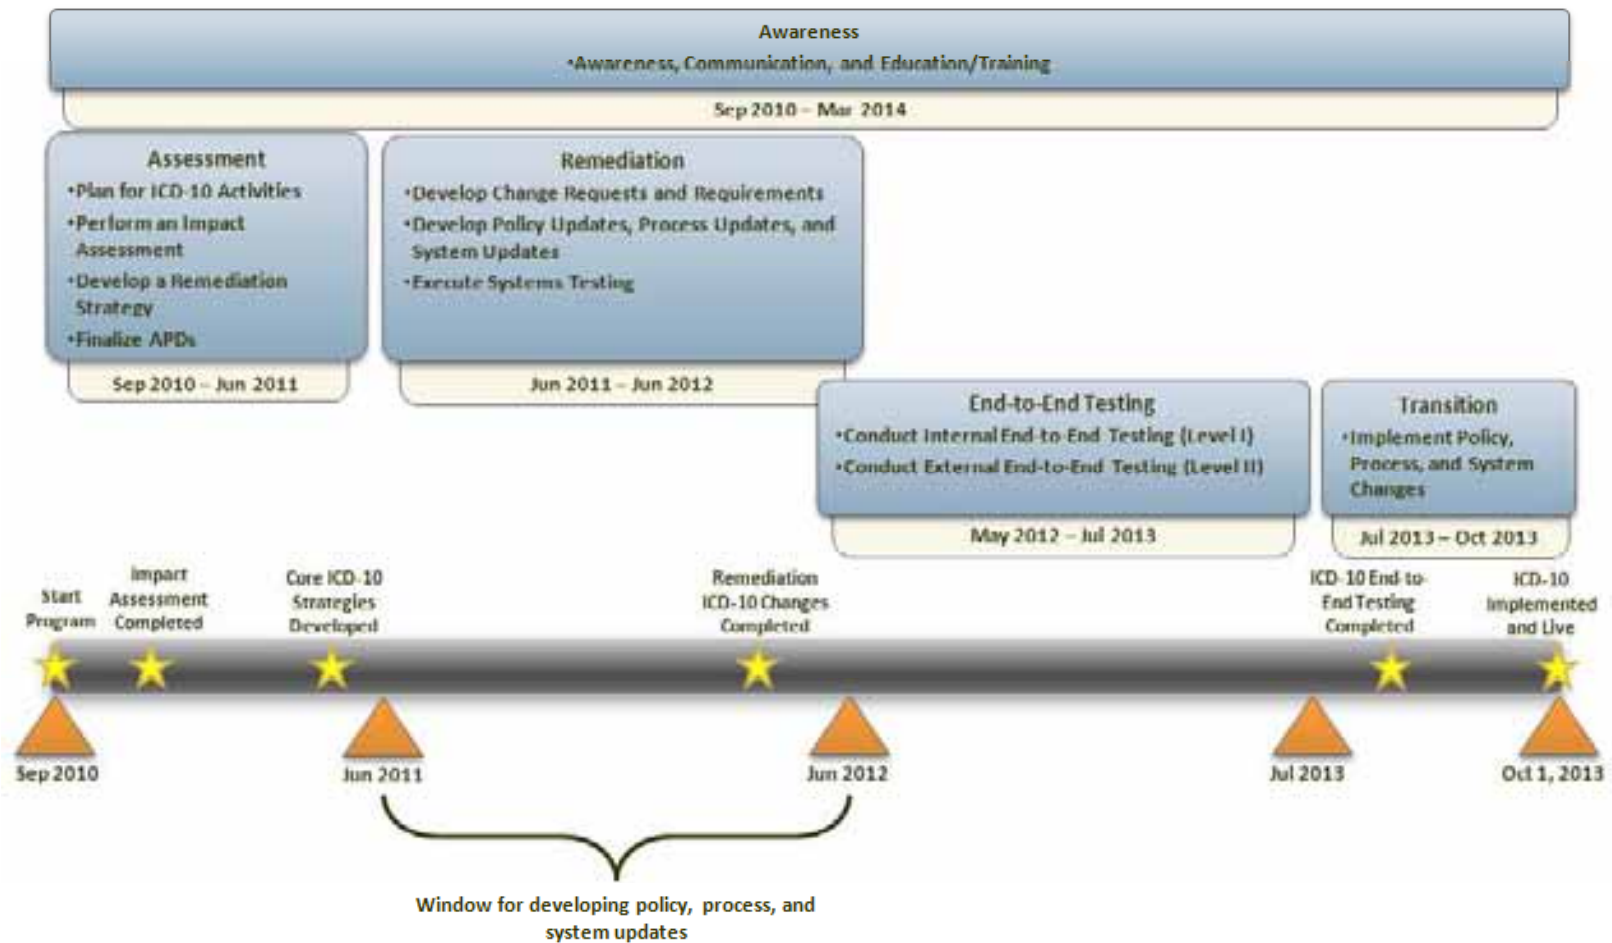 Awareness
•Awareness, Communication, and Education/Training
Sep 2010 – Mar 2014
Assessment
•Plan for ICD-10 Activities
•Perform an Impact
Assessment
•Develop a Remediation
Strategy
•Finalize APDs
Sep 2010 – Jun 2011
Remediation
•Develop Change Requests and Requirements
•Develop Policy Updates, Process Updates, and
System Updates
•Execute Systems Testing
Jun 2011 – Jun 2012
End-to-End Testing
•Conduct Internal End-to-End Testing (Level I)
•Conduct External End-to-End Testing (Level II)
May 2012 – Jul 2013
Transition
•Implement Policy,
Process, and System
Changes
Jul 2013 – Oct 2013
Start
Program
Impact
Assessment
Completed
Core ICD-10
Strategies
Developed
Remediation
ICD-10 Changes
Completed
ICD-10 End-to-
End Testing
Completed
ICD-10
Implemented
and Live
Sep 2010
Jun 2011
Jun 2012
Jul 2013
Oct 1, 2013
Window for developing policy, process, and
system updates